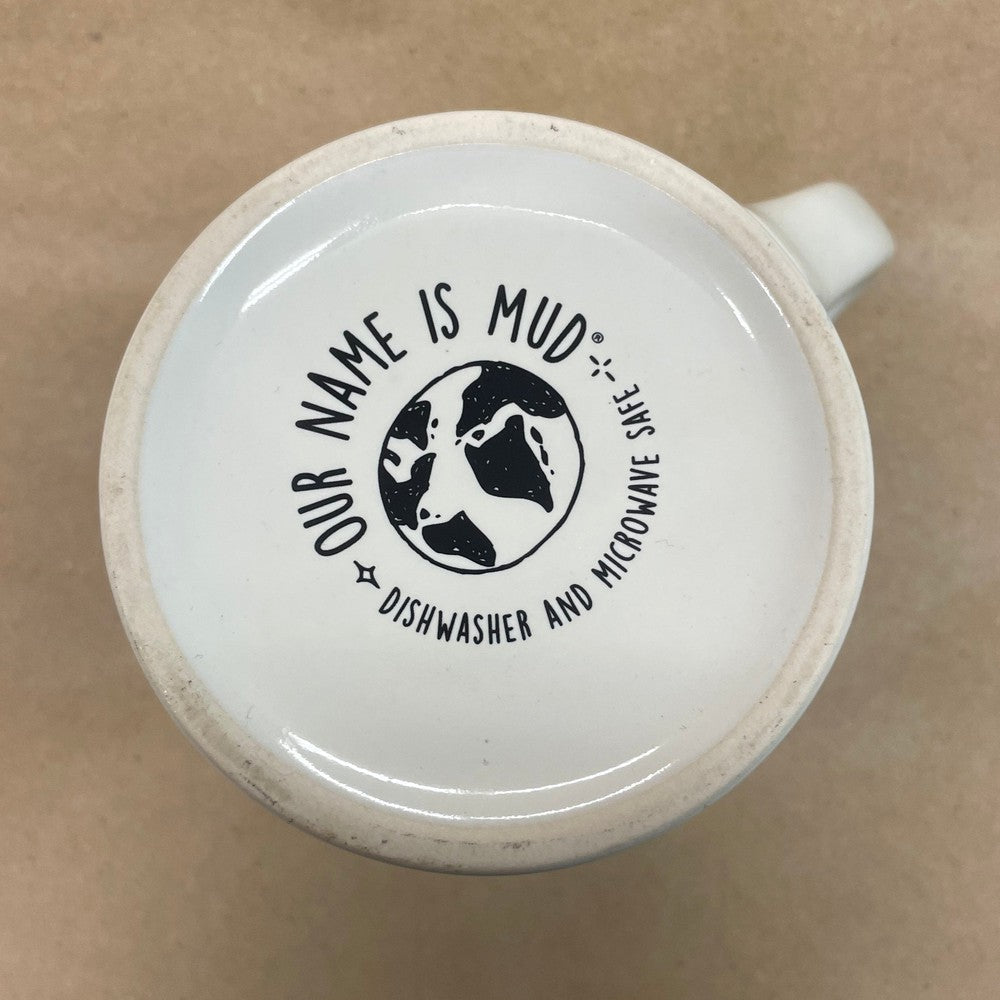 OUR NAME IS MUD®
DISHWASHER AND MICROWAVE SAFE